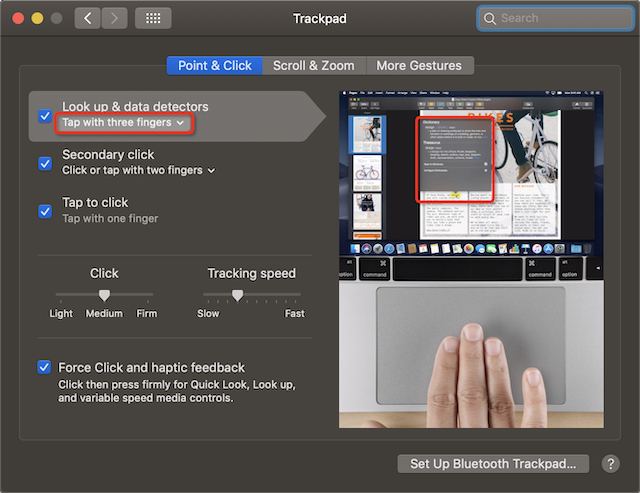 Trackpad
Search
Point & Click
Scroll & Zoom
More Gestures
Look up & data detectors
Tap with three fingers
Secondary click
Click or tap with two fingers
Tap to click
Tap with one finger
Click
Tracking speed
Light
Medium
Firm
Slow
Fast
Force Click and haptic feedback
Click then press firmly for Quick Look, Look up,
and variable speed media controls.
BIKES
Dictionary
Thesaurus
alt
option
⌘
command
⌘
command
alt
option
Set Up Bluetooth Trackpad...
?